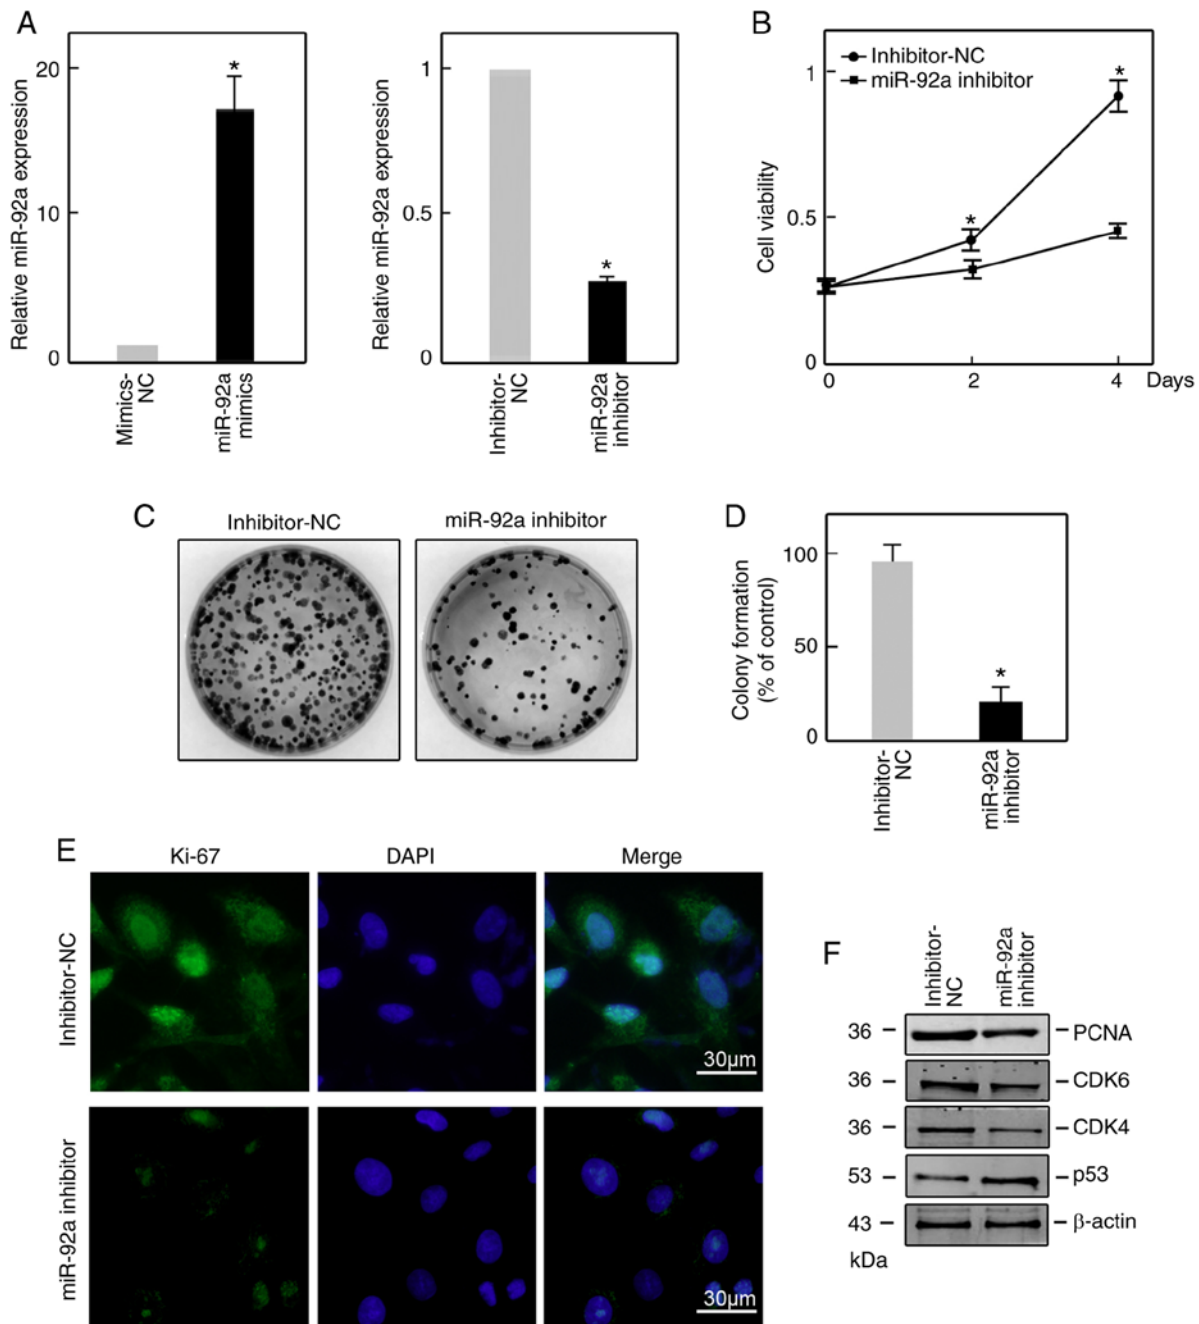 A
Relative miR-92a expression
20
10
0
*
Mimics-
NC
miR-92a
mimics
Relative miR-92a expression
1
0.5
0
*
Inhibitor-
NC
miR-92a
inhibitor
B
Inhibitor-NC
miR-92a inhibitor
Cell viability
1
0.5
0
*
*
0
2
4
Days
C
Inhibitor-NC
miR-92a inhibitor
D
Colony formation
(% of control)
100
50
0
*
Inhibitor-
NC
miR-92a
inhibitor
E
Ki-67
DAPI
Merge
Inhibitor-NC
30µm
miR-92a inhibitor
30µm
F
Inhibitor-
NC
miR-92a
inhibitor
36 – – PCNA
36 – – CDK6
36 – – CDK4
53 – – p53
43 – – β-actin
kDa